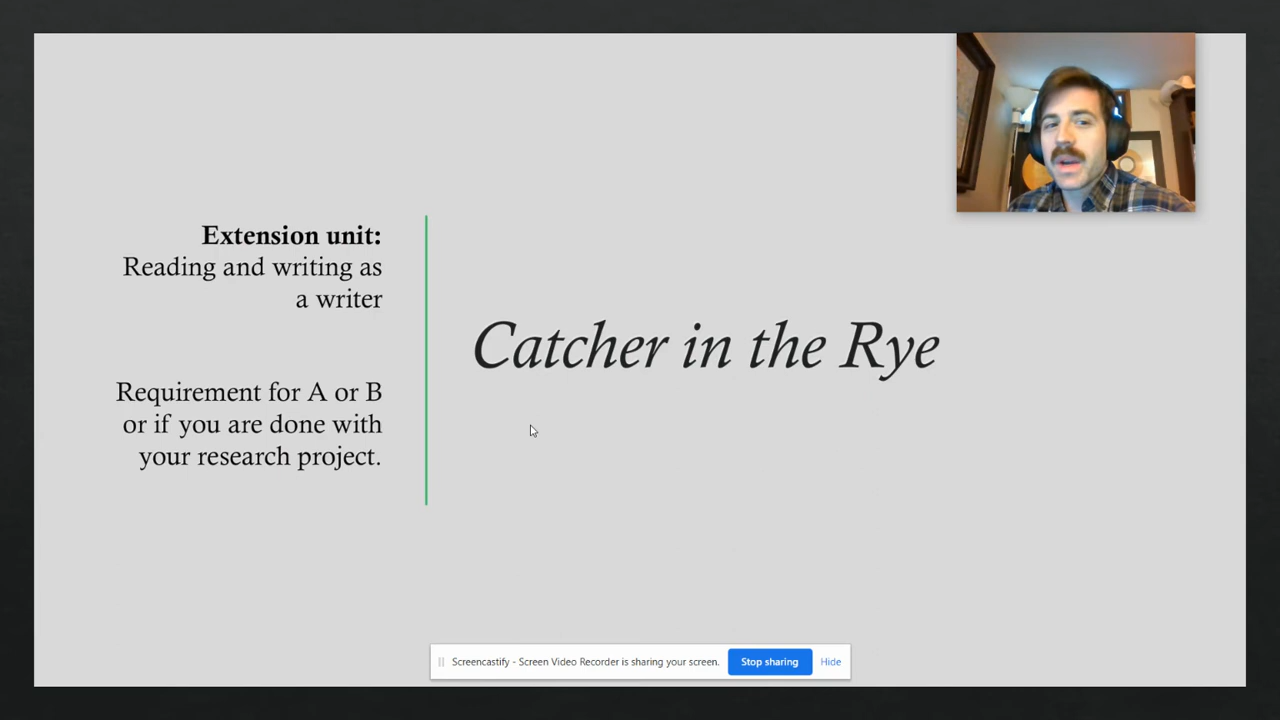 Extension unit:
Reading and writing as
a writer
Requirement for A or B
or if you are done with
your research project.
Catcher in the Rye
Screencastify - Screen Video Recorder is sharing your screen.
Stop sharing
Hide